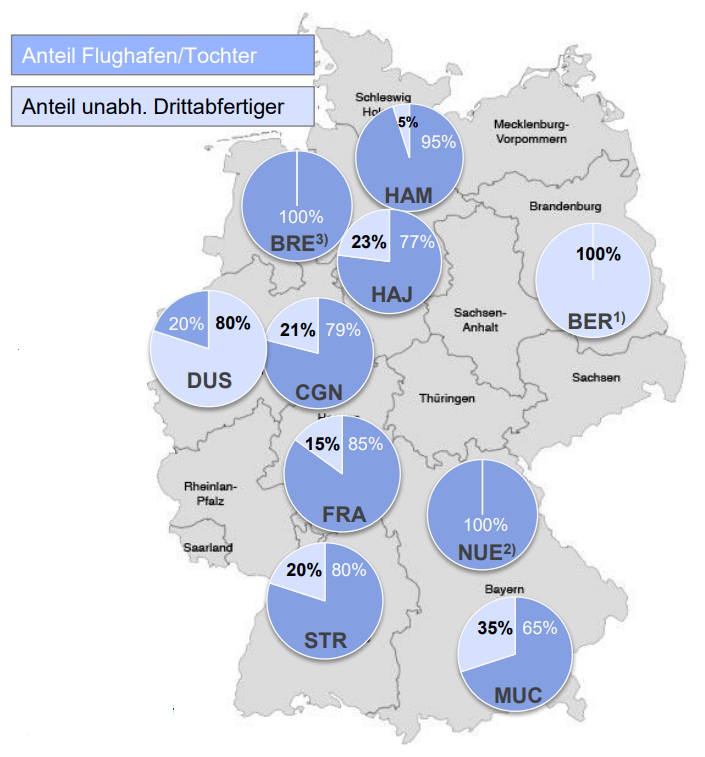 Anteil Flughafen/Tochter
Anteil unabh. Drittabfertiger
Schleswig
Hol
Mecklenburg-
Vorpommern
5%
95%
HAM
Brandenburg
100%
BRE3)
23%
77%
HAJ
100%
BER1)
Sachsen-
Anhalt
20%
80%
DUS
21%
79%
CGN
Sachsen
Thüringen
15%
85%
FRA
Rheinlan-
Pfalz
100%
NUE2)
Saarland
20%
80%
STR
Bayern
35%
65%
MUC